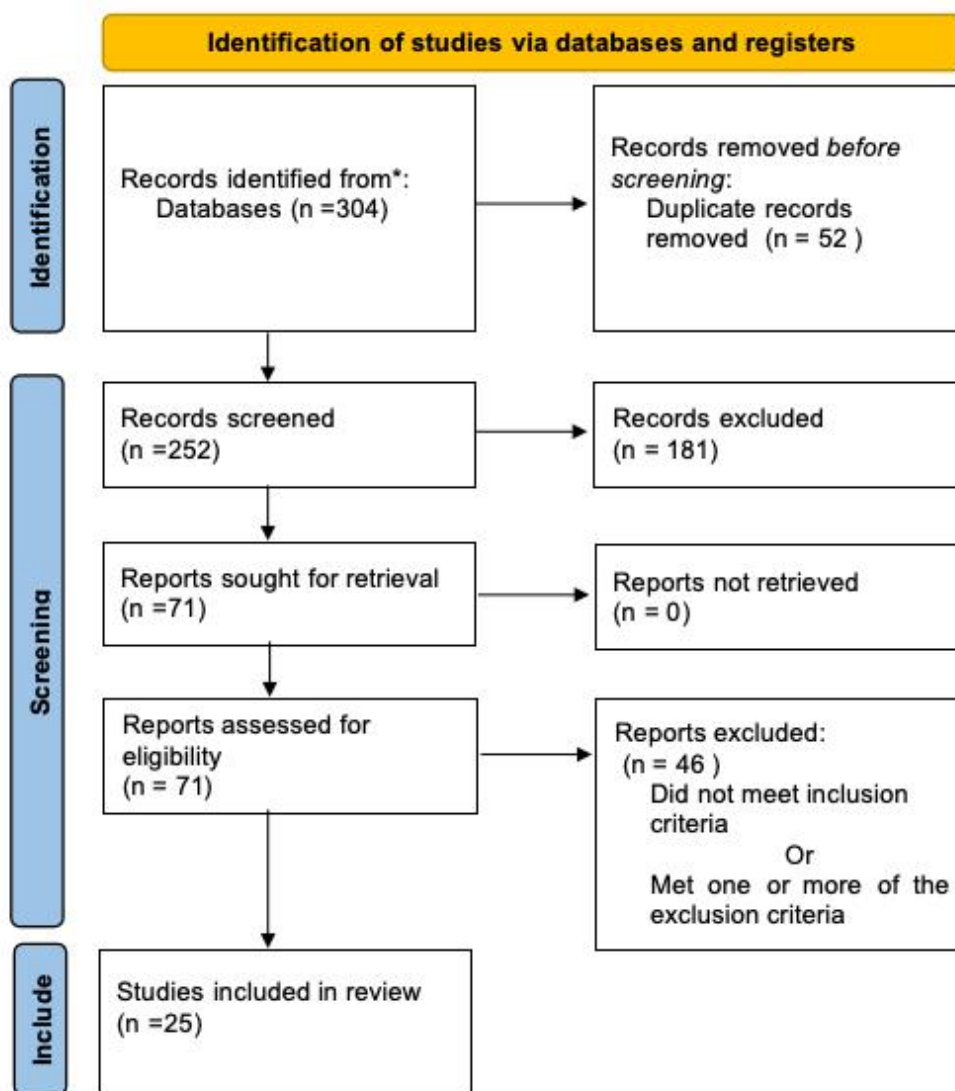 Identification of studies via databases and registers
Identification
Records identified from*:
Databases (n =304)
Records removed before
screening:
Duplicate records
removed (n = 52 )
Screening
Records screened
(n =252)
Records excluded
(n = 181)
Reports sought for retrieval
(n =71)
Reports not retrieved
(n = 0)
Reports assessed for
eligibility
(n = 71)
Reports excluded:
(n = 46 )
Did not meet inclusion
criteria
Or
Met one or more of the
exclusion criteria
Include
Studies included in review
(n =25)